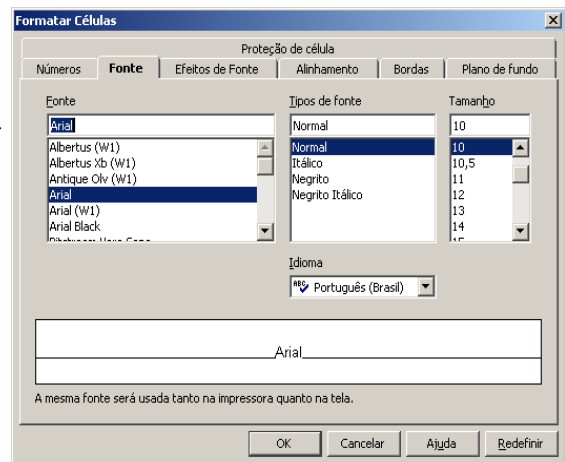 Formatar Células
Proteção de célula
Números Fonte Efeitos de Fonte Alinhamento Bordas Plano de fundo
Fonte Tipos de fonte Tamanho
Arial Normal 10
Albertus (W1) Normal 10
Albertus Xb (W1) Itálico 10,5
Antique Olv (W1) Negrito 11
Arial Negrito Itálico 12
Arial (W1) 13
Arial Black 14
15
Idioma
ABC Português (Brasil)
Arial
A mesma fonte será usada tanto na impressora quanto na tela.
OK Cancelar Ajuda Redefinir